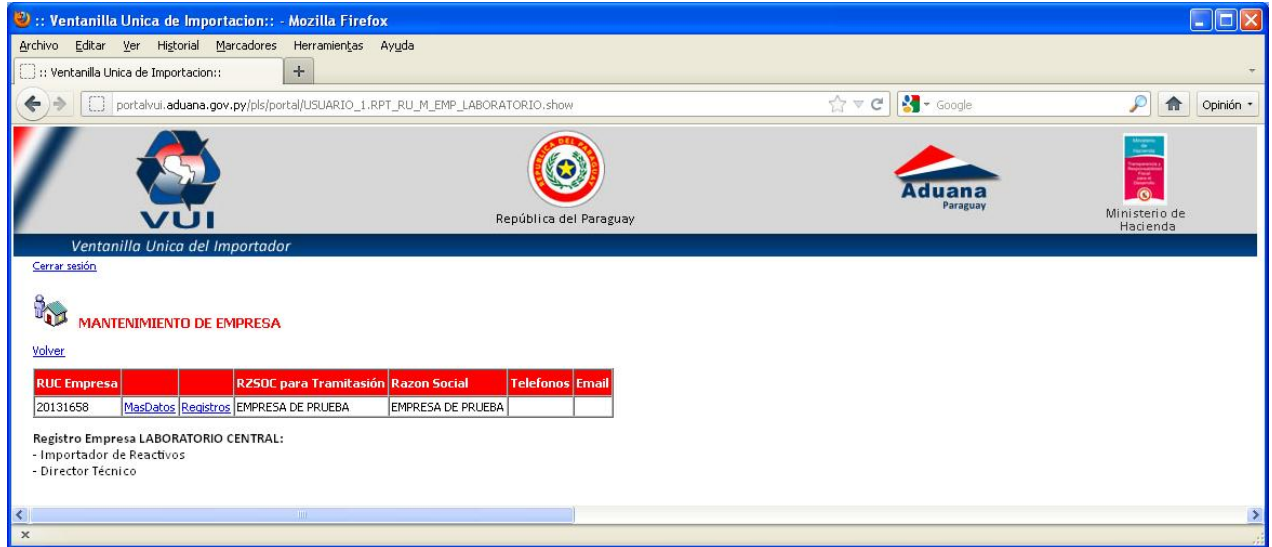 :: Ventanilla Unica de Importacion:: - Mozilla Firefox
Archivo Editar Ver Historial Marcadores Herramientas Ayuda
:: Ventanilla Unica de Importacion:: +
portalvui.aduana.gov.py/pls/portal/USUARIO_1.RPT_RU_M_EMP_LABORATORIO.show Google Opinión
VUI
República del Paraguay
Aduana
Paraguay
Ministerio de
Hacienda
Ventanilla Unica del Importador
Cerrar sesión
MANTENIMIENTO DE EMPRESA
Volver
RUC Empresa RZSOC para Tramitasión Razon Social Telefonos Email
20131658 MasDatos Registros EMPRESA DE PRUEBA EMPRESA DE PRUEBA
Registro Empresa LABORATORIO CENTRAL:
- Importador de Reactivos
- Director Técnico